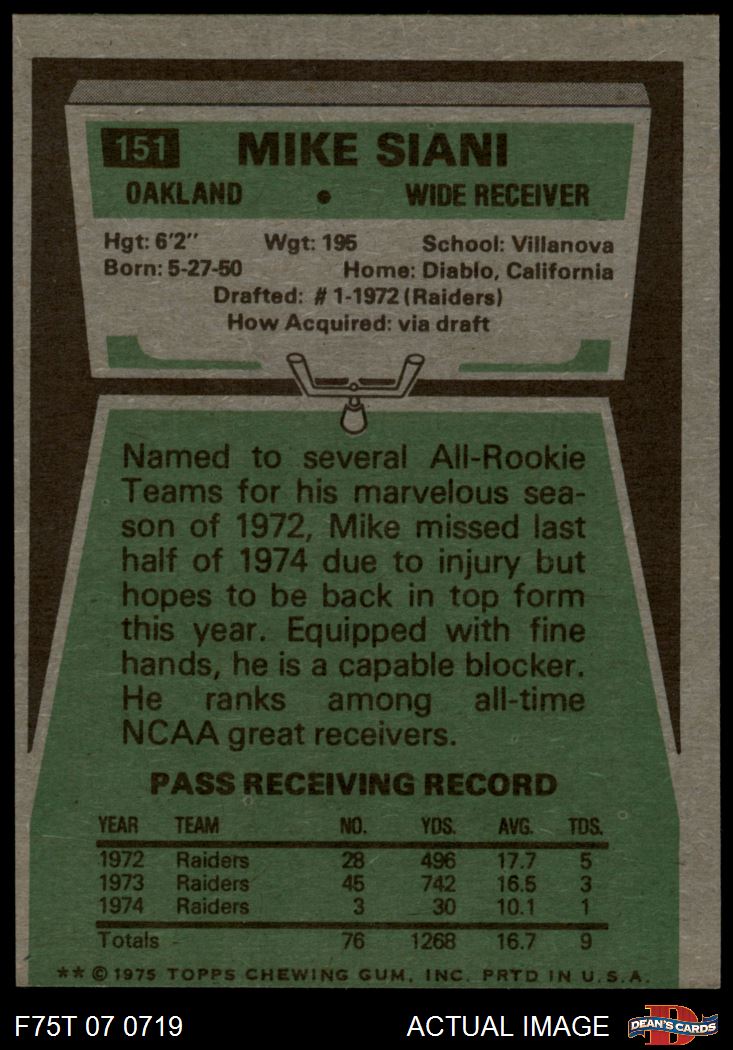 151 MIKE SIANI
OAKLAND • WIDE RECEIVER
Hgt: 6'2" Wgt: 195 School: Villanova
Born: 5-27-50 Home: Diablo, California
Drafted: #1-1972 (Raiders)
How Acquired: via draft
Named to several All-Rookie
Teams for his marvelous sea-
son of 1972, Mike missed last
half of 1974 due to injury but
hopes to be back in top form
this year. Equipped with fine
hands, he is a capable blocker.
He ranks among all-time
NCAA great receivers.
PASS RECEIVING RECORD
YEAR TEAM NO. YDS. AVG. TDS.
1972 Raiders 28 496 17.7 5
1973 Raiders 45 742 16.5 3
1974 Raiders 3 30 10.1 1
Totals 76 1268 16.7 9
** © 1975 TOPPS CHEWING GUM, INC. PRTD IN U.S.A.
F75T 07 0719 ACTUAL IMAGE DEAN'S CARDS